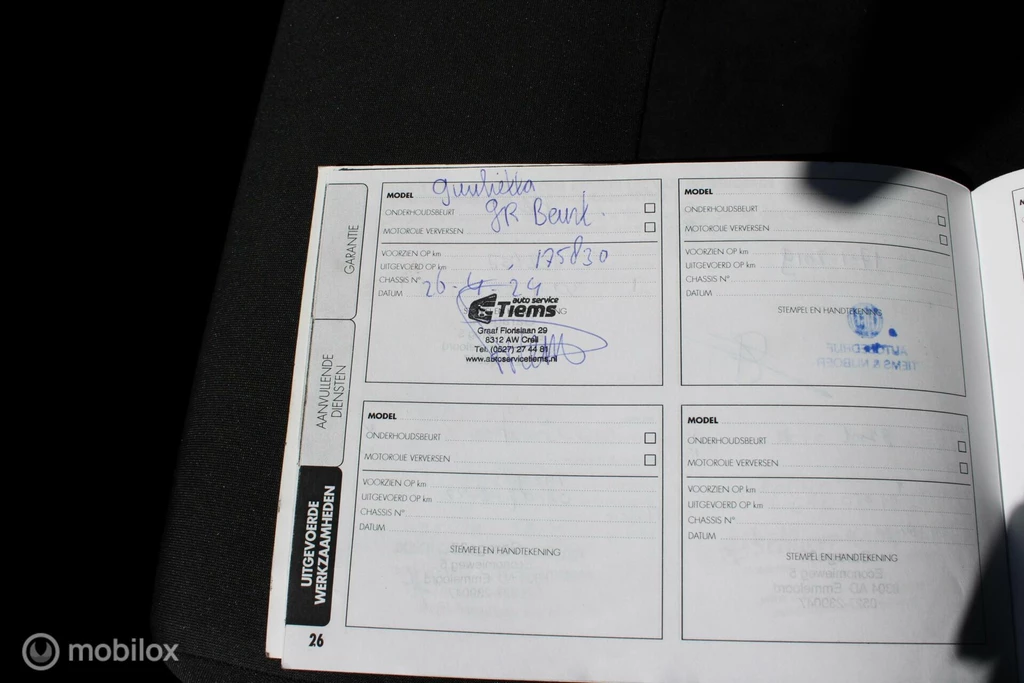 GARANTIE
AANVULLENDE
DIENSTEN
UITGEVOERDE
WERKZAAMHEDEN
26
MODEL
ONDERHOUDSBEURT GR Beurt.
MOTOROLIE VERVERSEN
VOORZIEN OP km
UITGEVOERD OP km 175830
CHASSIS N°
DATUM 26-4-24
auto service
Tiems
Graaf Florislaan 29
8312 AW Creil
Tel. (0527) 27 44 81
www.autoservicetiems.nl
MODEL
ONDERHOUDSBEURT
MOTOROLIE VERVERSEN
VOORZIEN OP km
UITGEVOERD OP km
CHASSIS N°
DATUM
STEMPEL EN HANDTEKENING
MODEL
ONDERHOUDSBEURT
MOTOROLIE VERVERSEN
VOORZIEN OP km
UITGEVOERD OP km
CHASSIS N°
DATUM
STEMPEL EN HANDTEKENING
MODEL
ONDERHOUDSBEURT
MOTOROLIE VERVERSEN
VOORZIEN OP km
UITGEVOERD OP km
CHASSIS N°
DATUM
STEMPEL EN HANDTEKENING
mobilox